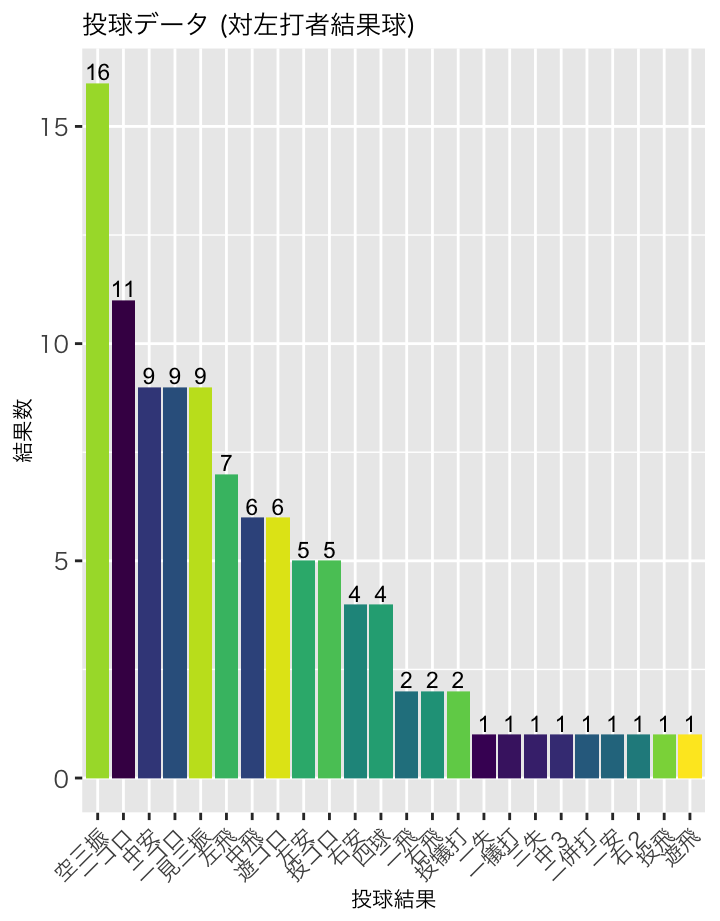 投球データ (対左打者結果球)
結果数
15
10
5
0
16
11
9
9
9
7
6
6
5
5
4
4
2
2
2
1
1
1
1
1
1
1
1
1
空三振
一ゴロ
中安
二ゴロ
見三振
左飛
中飛
遊ゴロ
左安
投ゴロ
右安
四球
二飛
右飛
投犠打
一失
一犠打
三失
中３
二併打
二安
右２
投飛
遊飛
投球結果